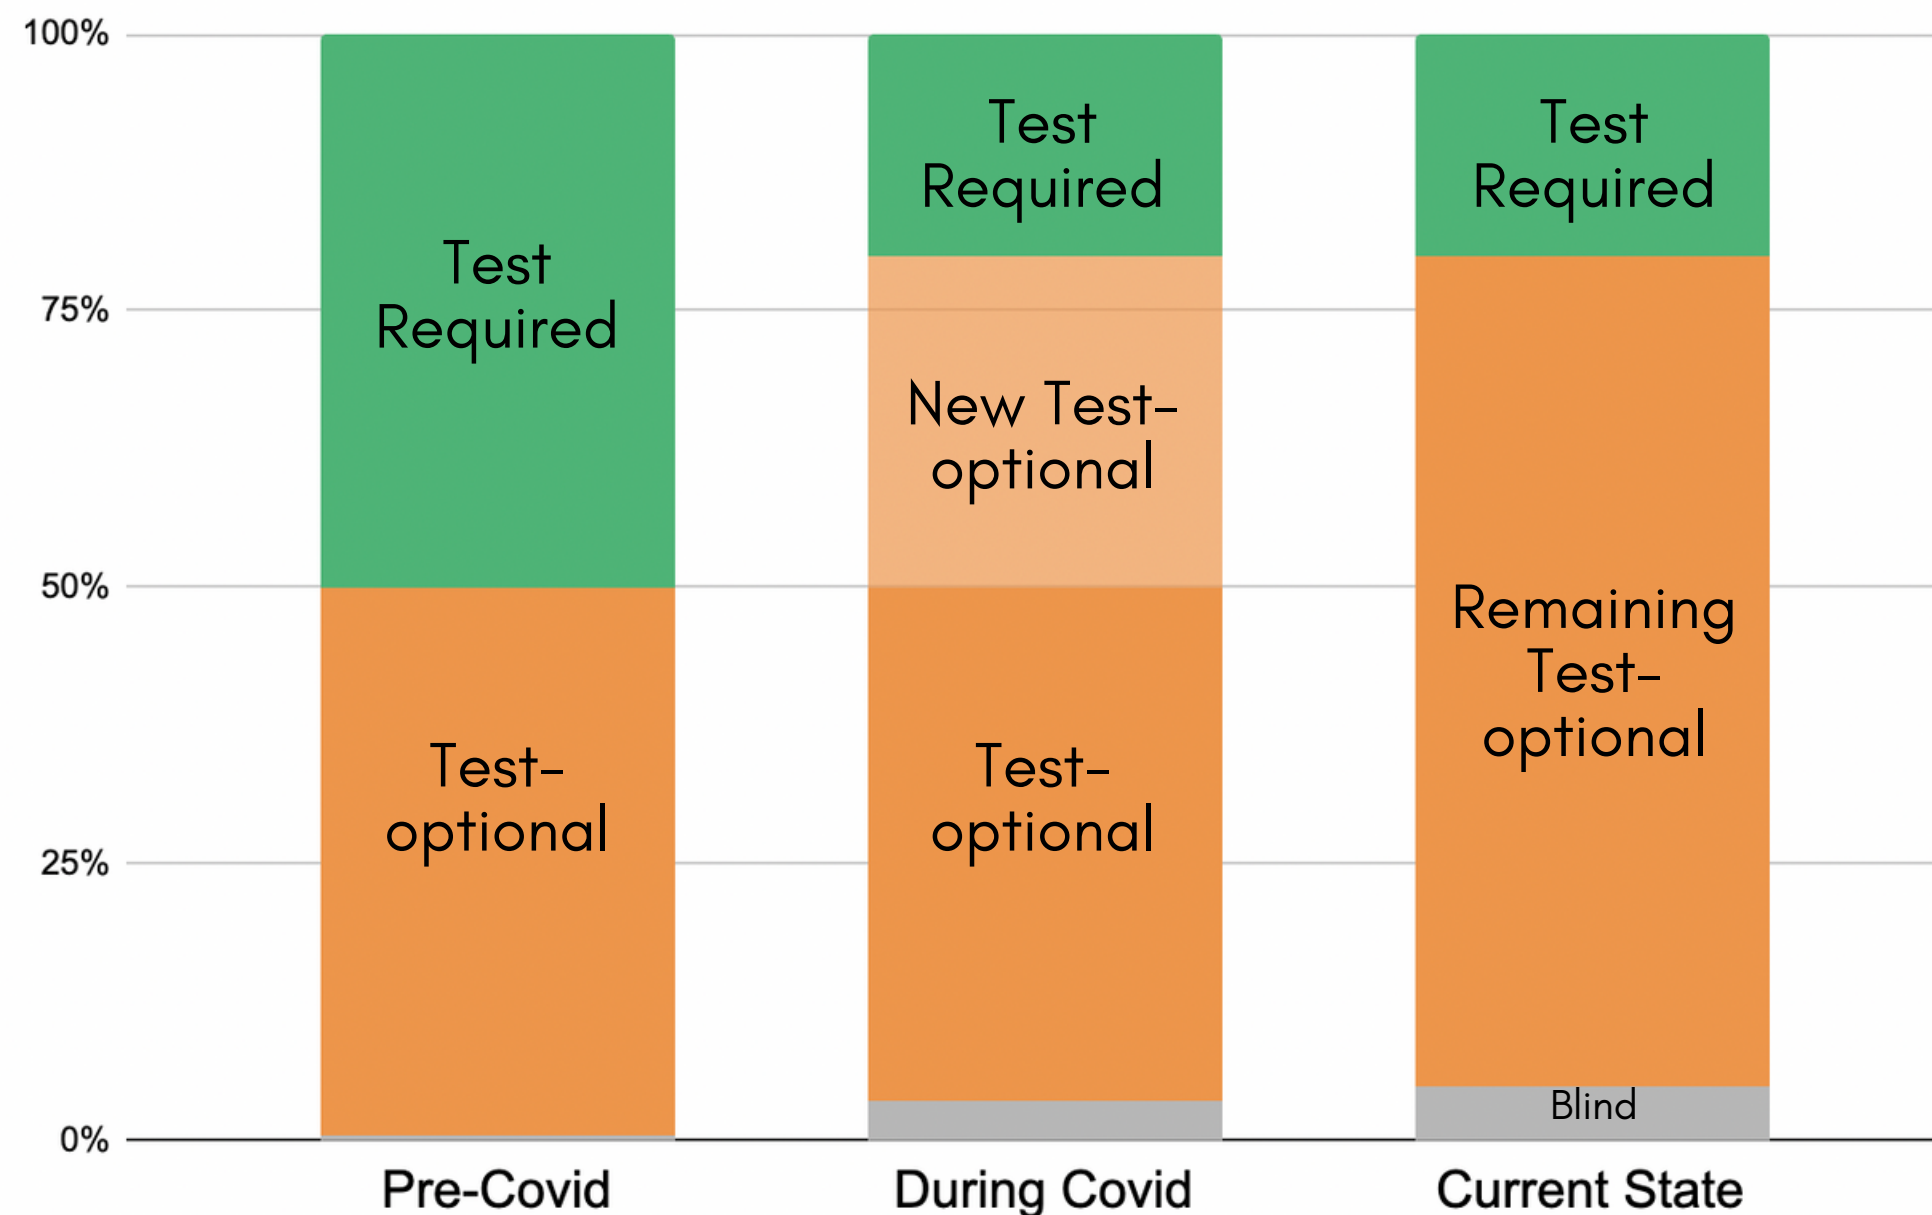 100%
75%
50%
25%
0%
Test
Required
Test-
optional
Test
Required
New Test-
optional
Test-
optional
Test
Required
Remaining
Test-
optional
Blind
Pre-Covid
During Covid
Current State